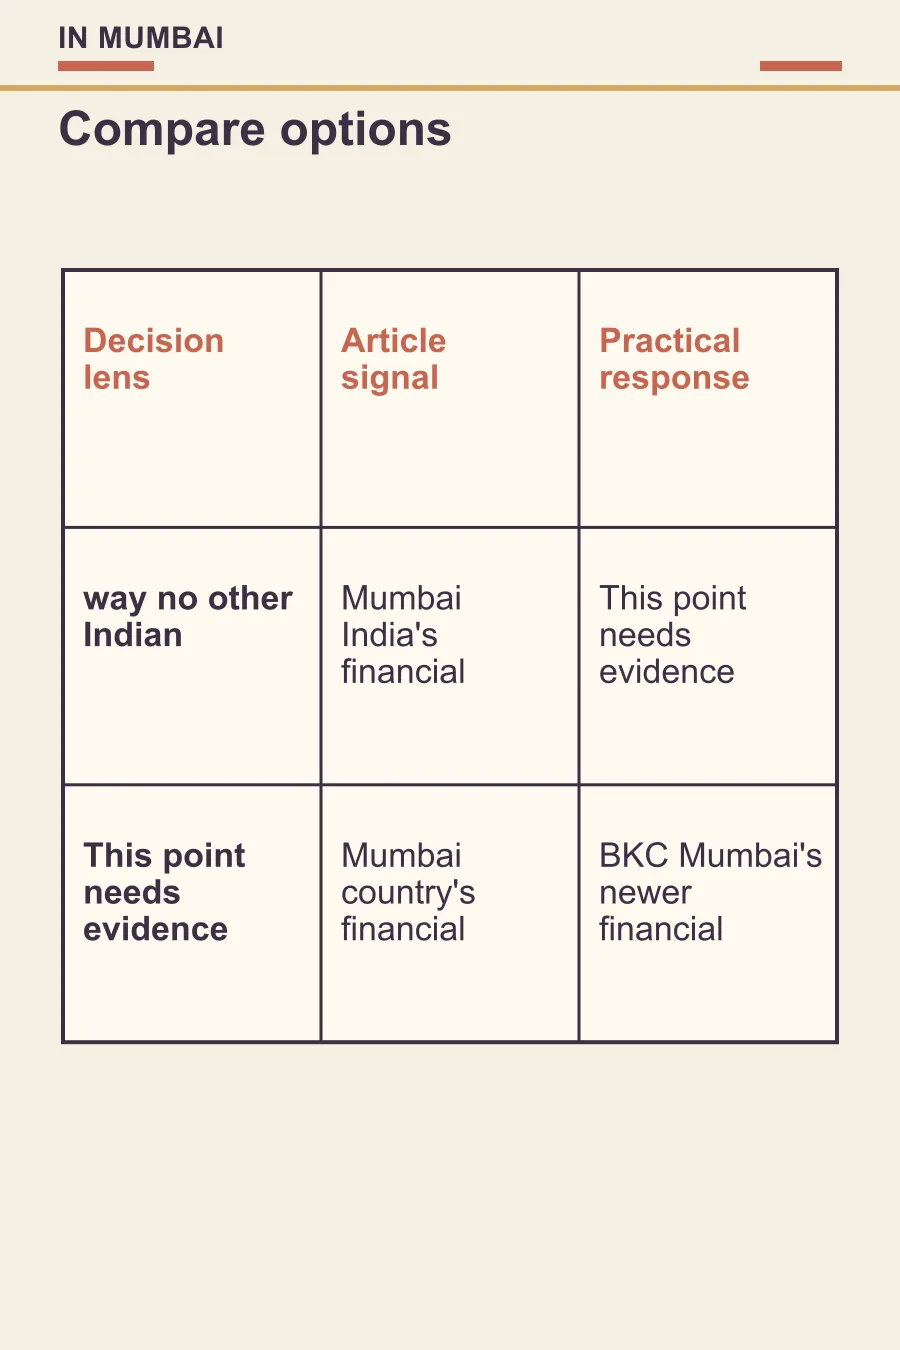 IN MUMBAI
Compare options
Decision
lens
Article
signal
Practical
response
way no other
Indian
Mumbai
India's
financial
This point
needs
evidence
This point
needs
evidence
Mumbai
country's
financial
BKC Mumbai's
newer
financial